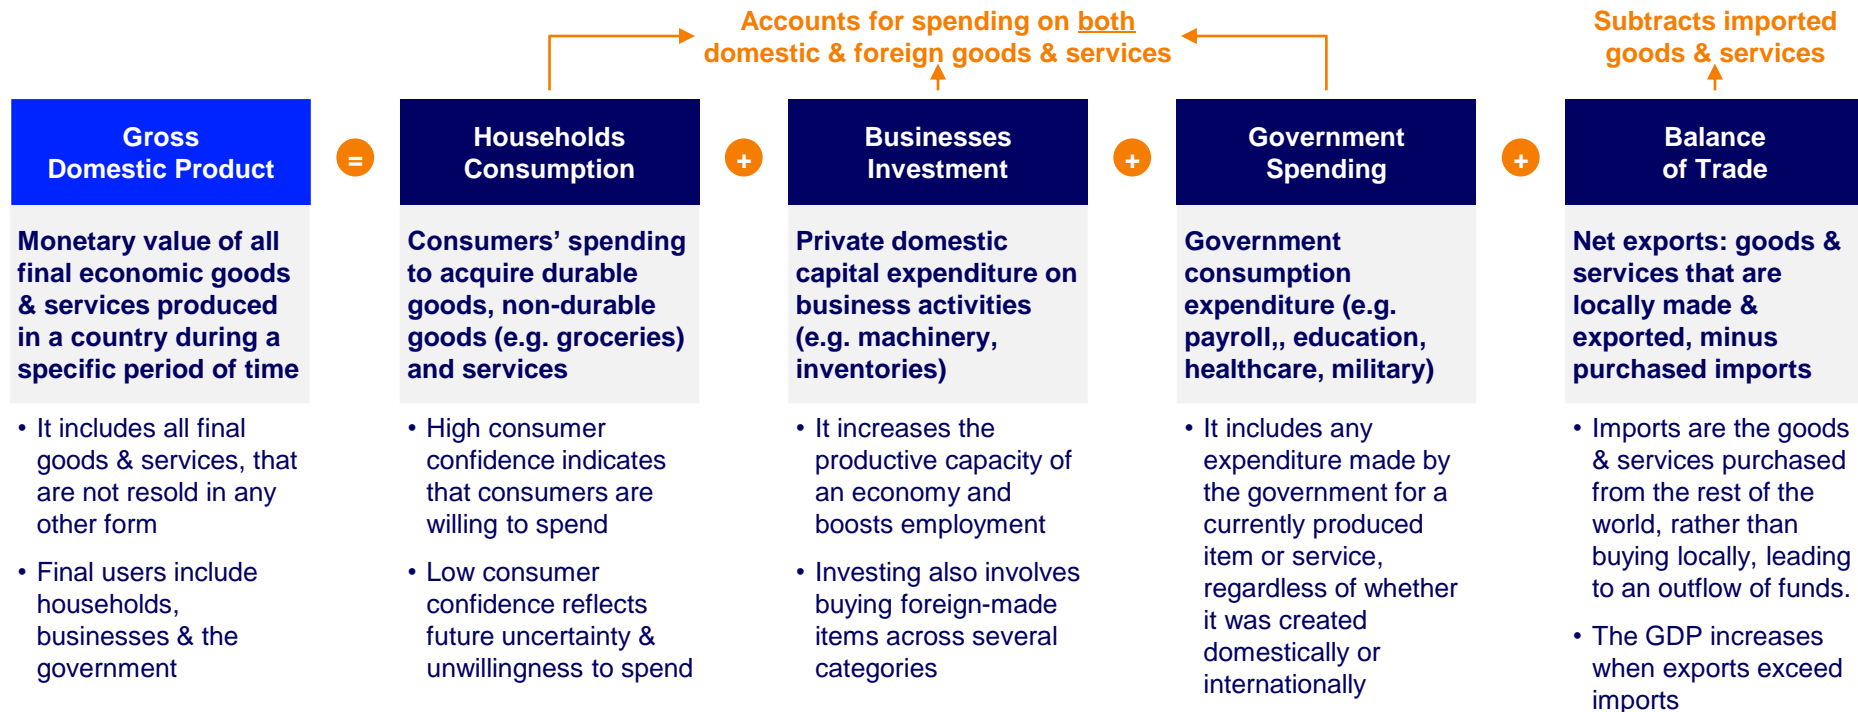 Accounts for spending on both
domestic & foreign goods & services
Subtracts imported
goods & services
Gross
Domestic Product
=
Households
Consumption
+
Businesses
Investment
+
Government
Spending
+
Balance
of Trade
Monetary value of all
final economic goods
& services produced
in a country during a
specific period of time
Consumers’ spending
to acquire durable
goods, non-durable
goods (e.g. groceries)
and services
Private domestic
capital expenditure on
business activities
(e.g. machinery,
inventories)
Government
consumption
expenditure (e.g.
payroll,, education,
healthcare, military)
Net exports: goods &
services that are
locally made &
exported, minus
purchased imports
• It includes all final
goods & services, that
are not resold in any
other form
• Final users include
households,
businesses & the
government
• High consumer
confidence indicates
that consumers are
willing to spend
• Low consumer
confidence reflects
future uncertainty &
unwillingness to spend
• It increases the
productive capacity of
an economy and
boosts employment
• Investing also involves
buying foreign-made
items across several
categories
• It includes any
expenditure made by
the government for a
currently produced
item or service,
regardless of whether
it was created
domestically or
internationally
• Imports are the goods
& services purchased
from the rest of the
world, rather than
buying locally, leading
to an outflow of funds.
• The GDP increases
when exports exceed
imports